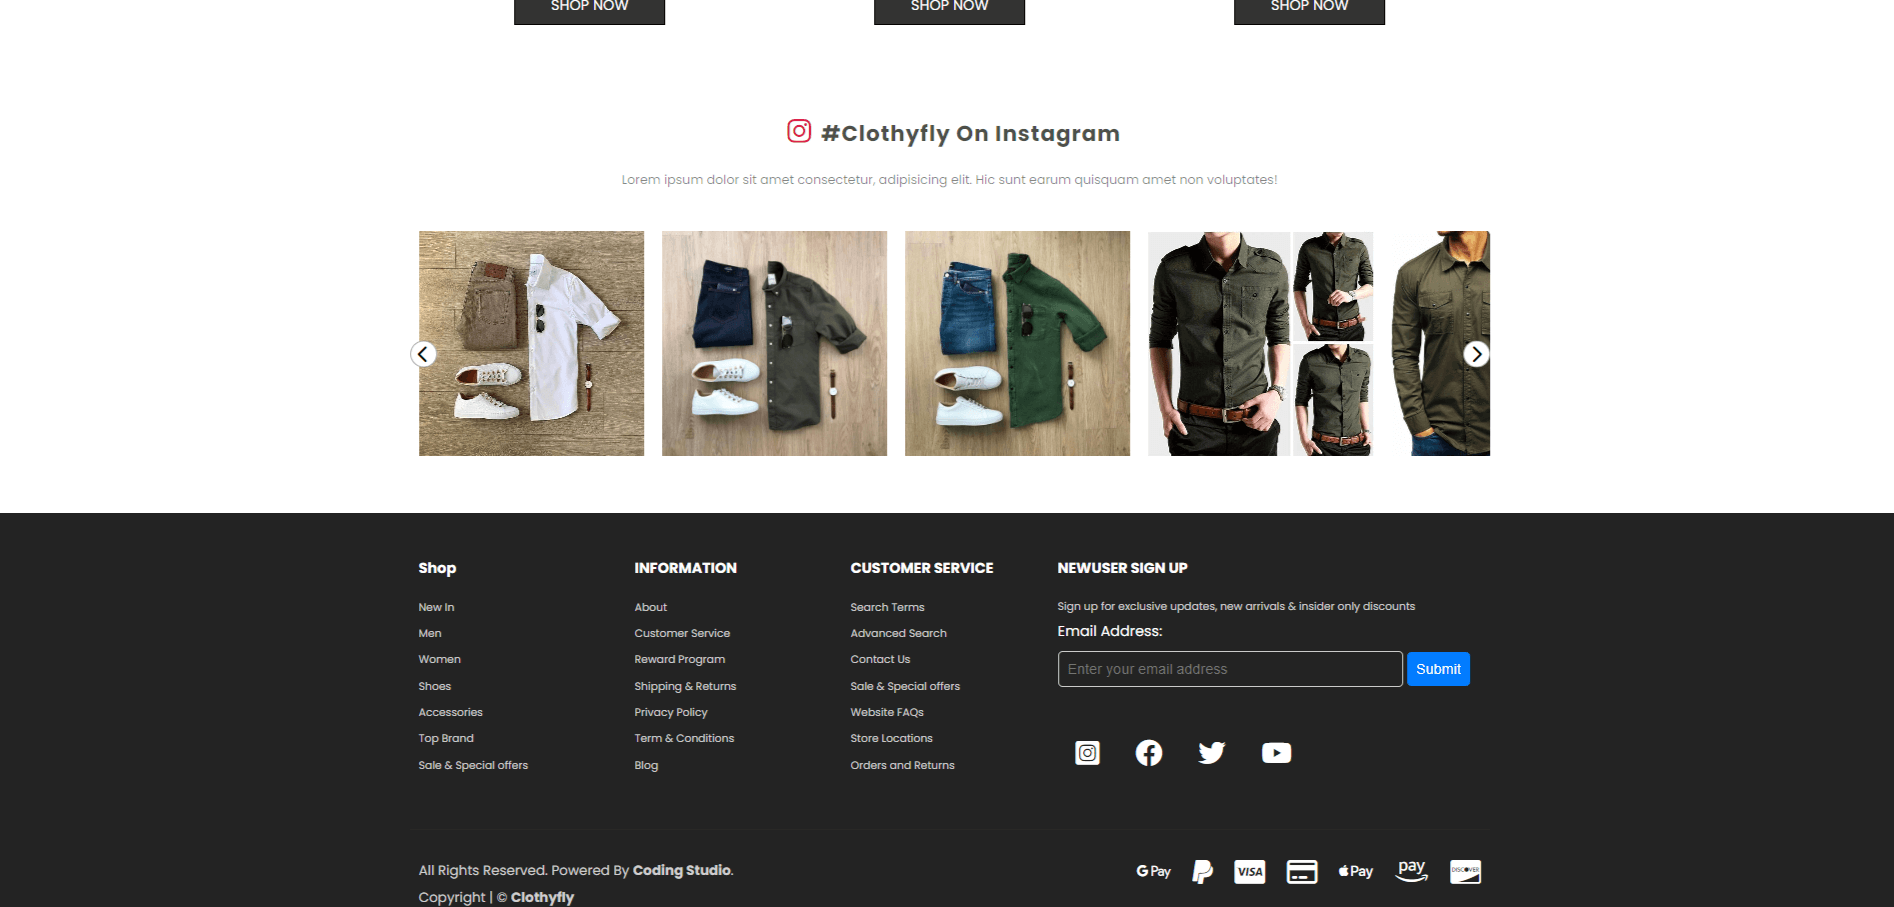 SHOP NOW SHOP NOW SHOP NOW
#Clothyfly On Instagram
Lorem ipsum dolor sit amet consectetur, adipisicing elit. Hic sunt earum quisquam amet non voluptates!
Shop
New In
Men
Women
Shoes
Accessories
Top Brand
Sale & Special offers
INFORMATION
About
Customer Service
Reward Program
Shipping & Returns
Privacy Policy
Term & Conditions
Blog
CUSTOMER SERVICE
Search Terms
Advanced Search
Contact Us
Sale & Special offers
Website FAQs
Store Locations
Orders and Returns
NEWUSER SIGN UP
Sign up for exclusive updates, new arrivals & insider only discounts
Email Address:
Enter your email address Submit
All Rights Reserved. Powered By Coding Studio.
Copyright | © Clothyfly
G Pay VISA Pay pay DISCOVER